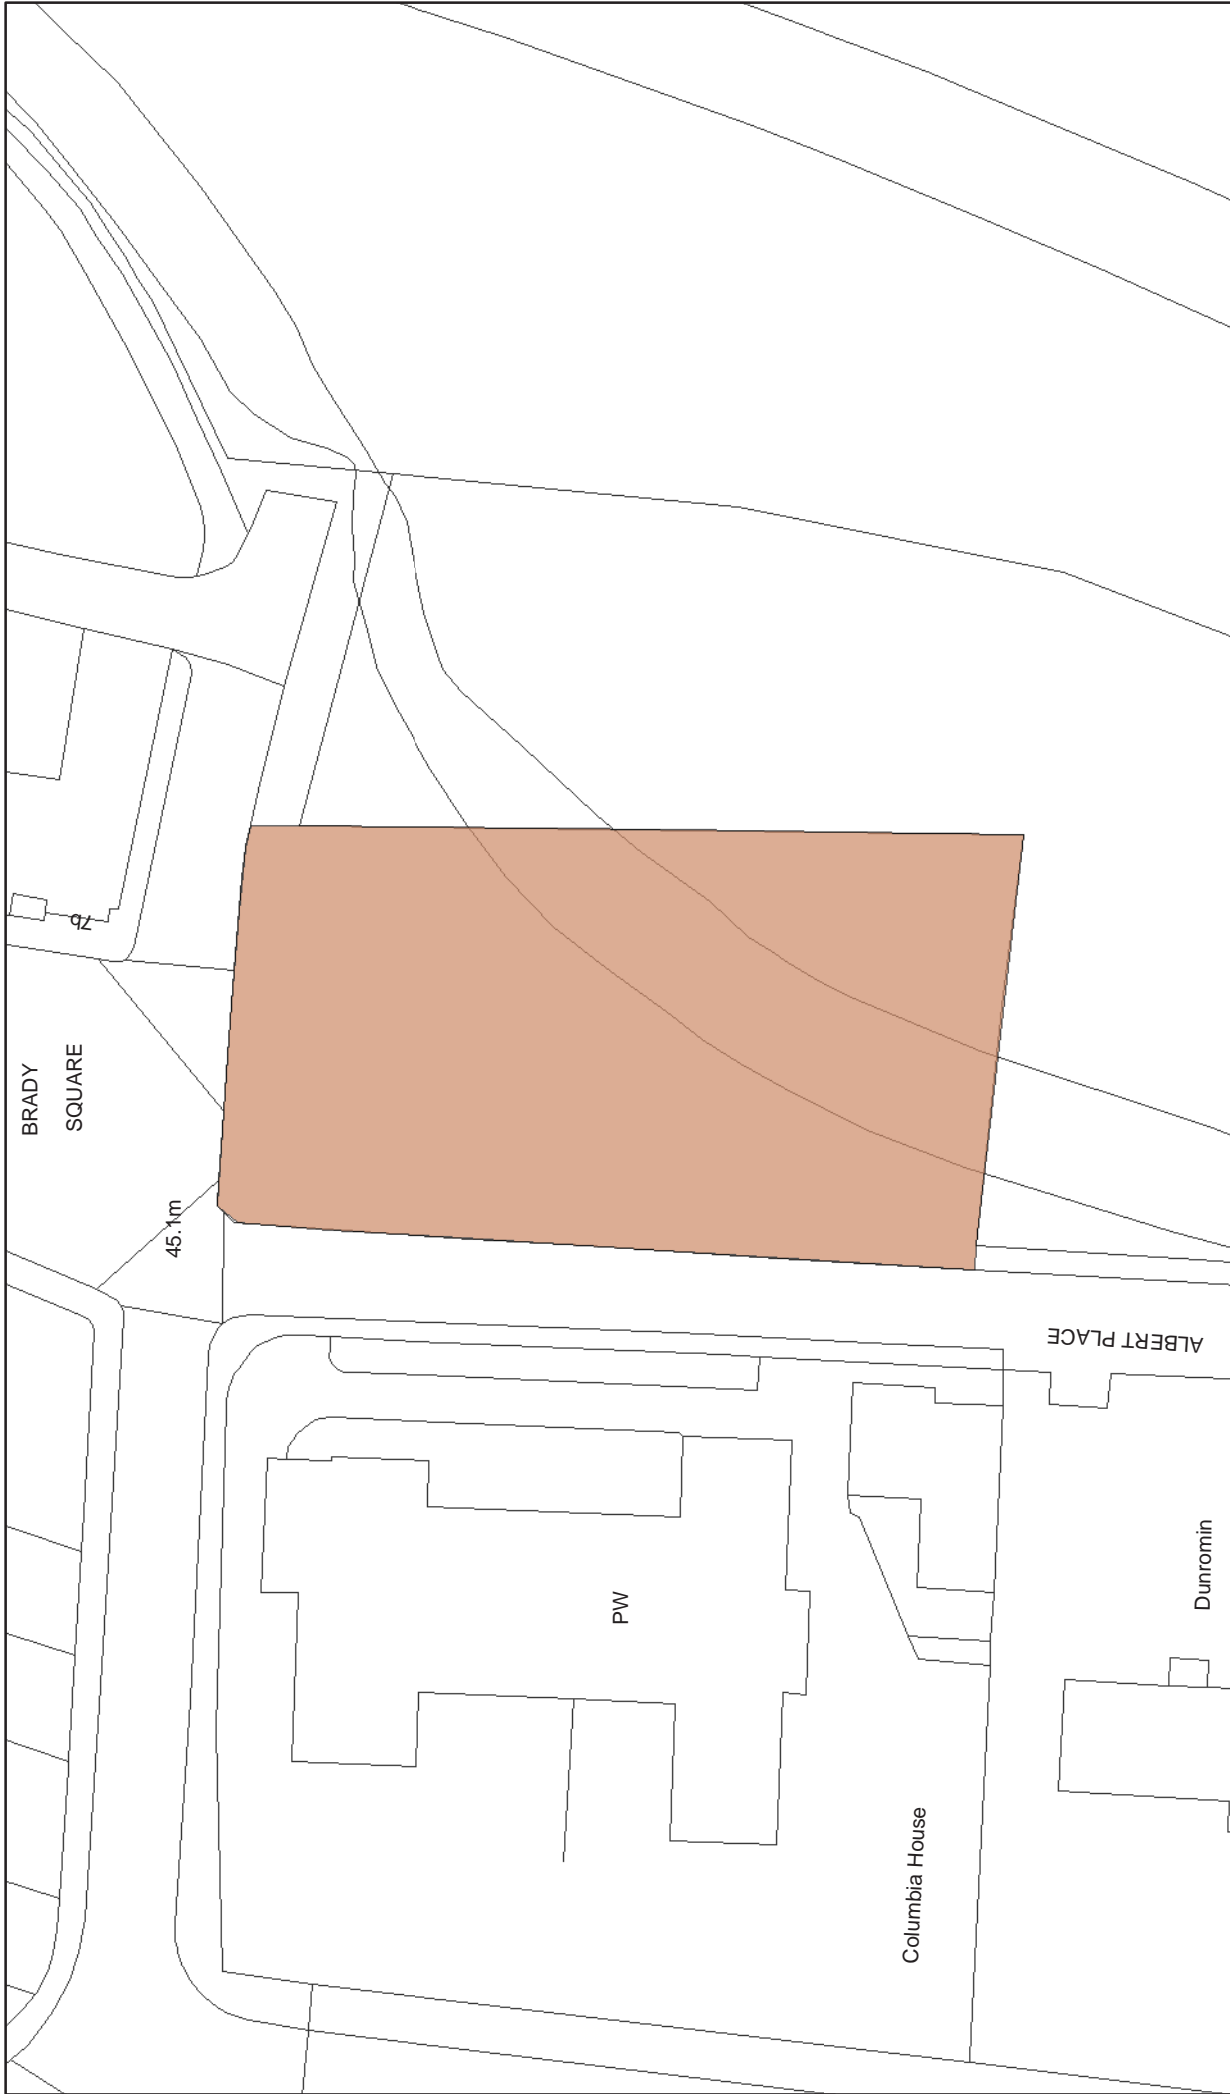 BRADY
SQUARE
7b
45.1m
ALBERT PLACE
PW
Dunromin
Columbia House